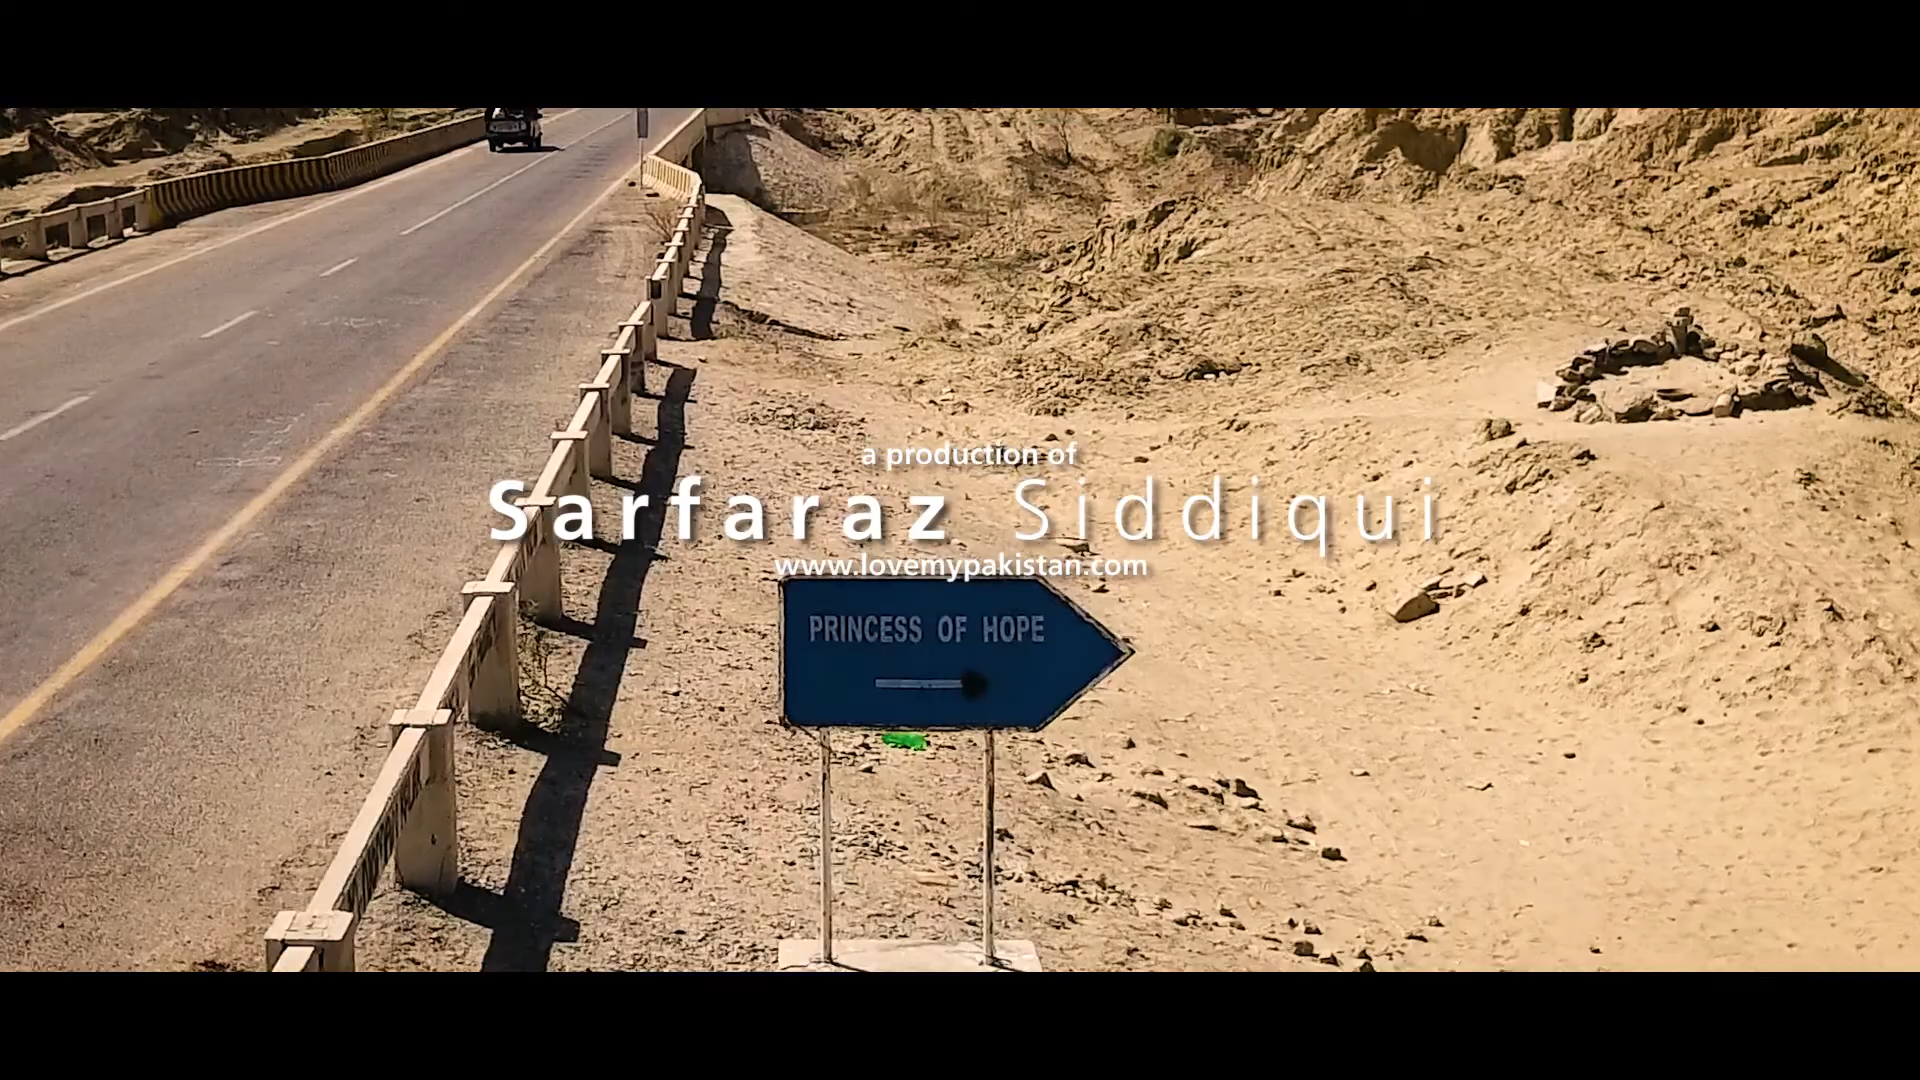 a production of
Sarfaraz Siddiqui
www.lovemypakistan.com
PRINCESS OF HOPE